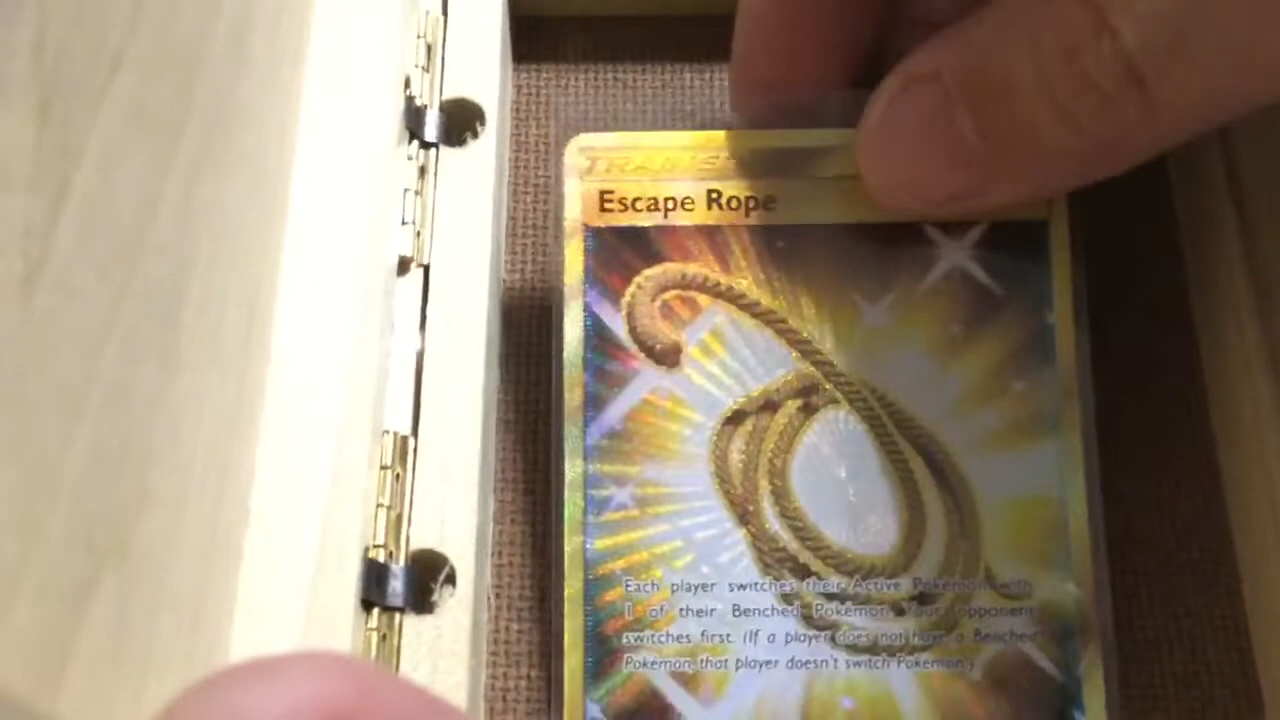 Escape Rope
Each player switches their Active Pokémon with
1 of their Benched Pokémon. Your opponent
switches first. (If a player does not have a Benched
Pokémon, that player doesn't switch Pokémon.)